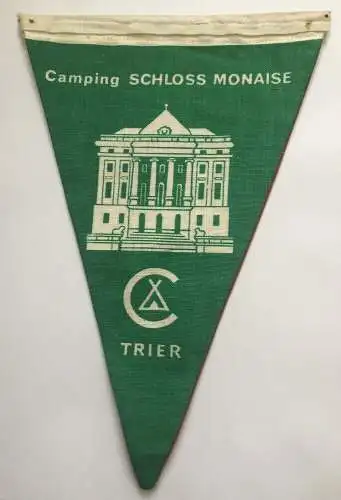 Camping SCHLOSS MONAISE
C
TRIER